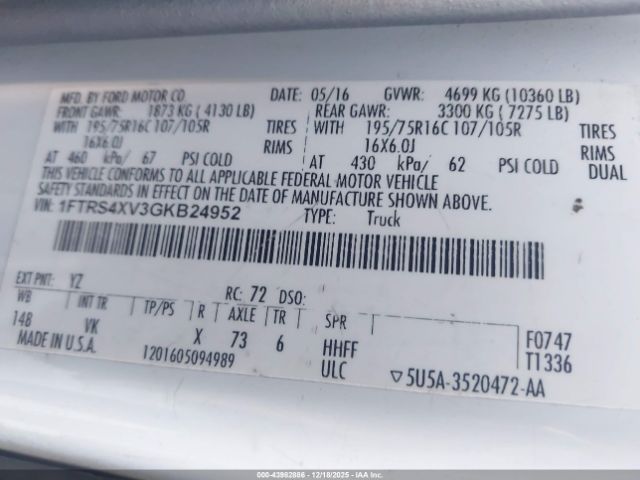 MFD. BY FORD MOTOR CO. DATE: 05/16 GVWR: 4699 KG (10360 LB)
FRONT GAWR: 1873 KG ( 4130 LB) REAR GAWR: 3300 KG ( 7275 LB)
WITH 195/75R16C 107/105R TIRES WITH 195/75R16C 107/105R TIRES
16X6.0J RIMS 16X6.0J RIMS
AT 460 kPa/ 67 PSI COLD AT 430 kPa/ 62 PSI COLD DUAL
THIS VEHICLE CONFORMS TO ALL APPLICABLE FEDERAL MOTOR VEHICLE
SAFETY STANDARDS IN EFFECT ON THE DATE OF MANUFACTURE SHOWN ABOVE.
VIN: 1FTRS4XV3GKB24952 TYPE: Truck
EXT PNT: YZ RC: 72 DSO:
WB INT TR TP/PS R AXLE TR SPR
148 VK X 73 6 HHFF F0747
MADE IN U.S.A. 1201605094989 ULC T1336
▽5U5A-3520472-AA
000-43982886 - 12/18/2025 - IAAI.com